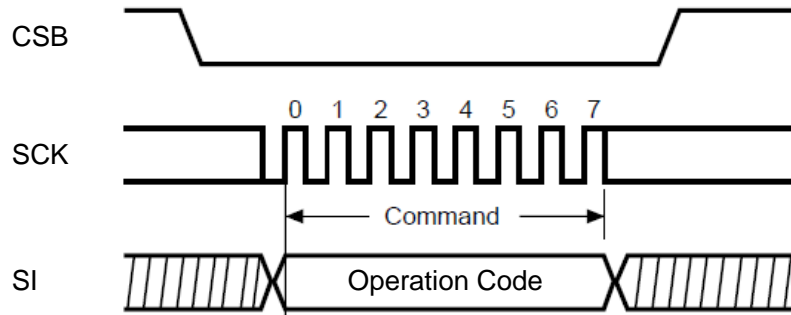 CSB
0 1 2 3 4 5 6 7
SCK
Command
SI
Operation Code